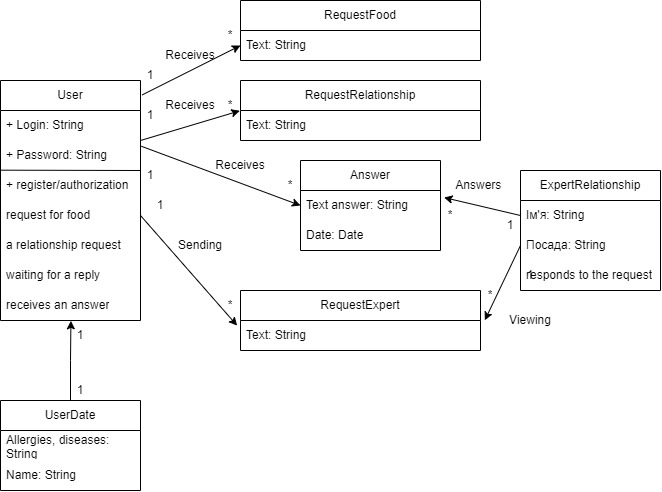 RequestFood
Text: String
*
Receives
1
User
+ Login: String
+ Password: String
+ register/authorization
request for food
a relationship request
waiting for a reply
receives an answer
RequestRelationship
Text: String
*
Receives
1
Answer
Text answer: String
Date: Date
*
Receives
1
ExpertRelationship
Ім'я: String
Посада: String
responds to the request
Answers
*
1
1
Sending
*
RequestExpert
Text: String
*
Viewing
1
1
UserDate
Allergies, diseases:
String
Name: String